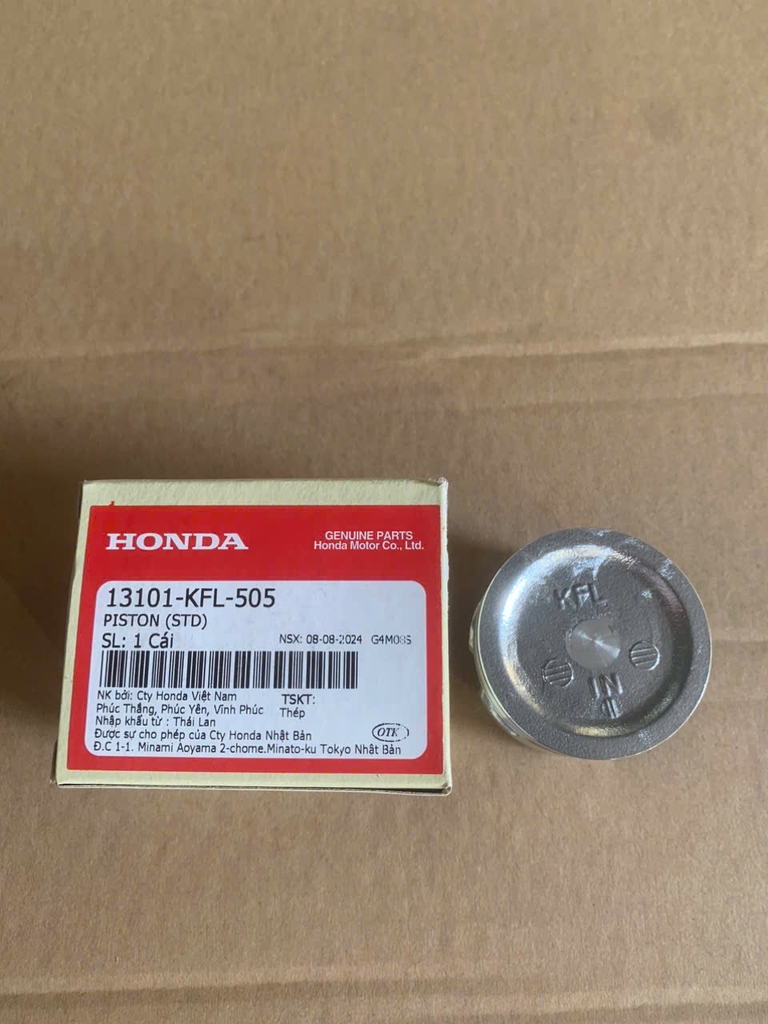 HONDA
GENUINE PARTS
Honda Motor Co., Ltd.
13101-KFL-505
PISTON (STD)
SL: 1 Cái
NSX: 08-08-2024 G4M08S
NK bởi: Cty Honda Việt Nam
Phúc Thắng, Phúc Yên, Vĩnh Phúc
TSKT:
Thép
Nhập khẩu từ : Thái Lan
Được sự cho phép của Cty Honda Nhật Bản
Đ.C 1-1. Minami Aoyama 2-chome.Minato-ku Tokyo Nhật Bản
OTK
KFL
IN